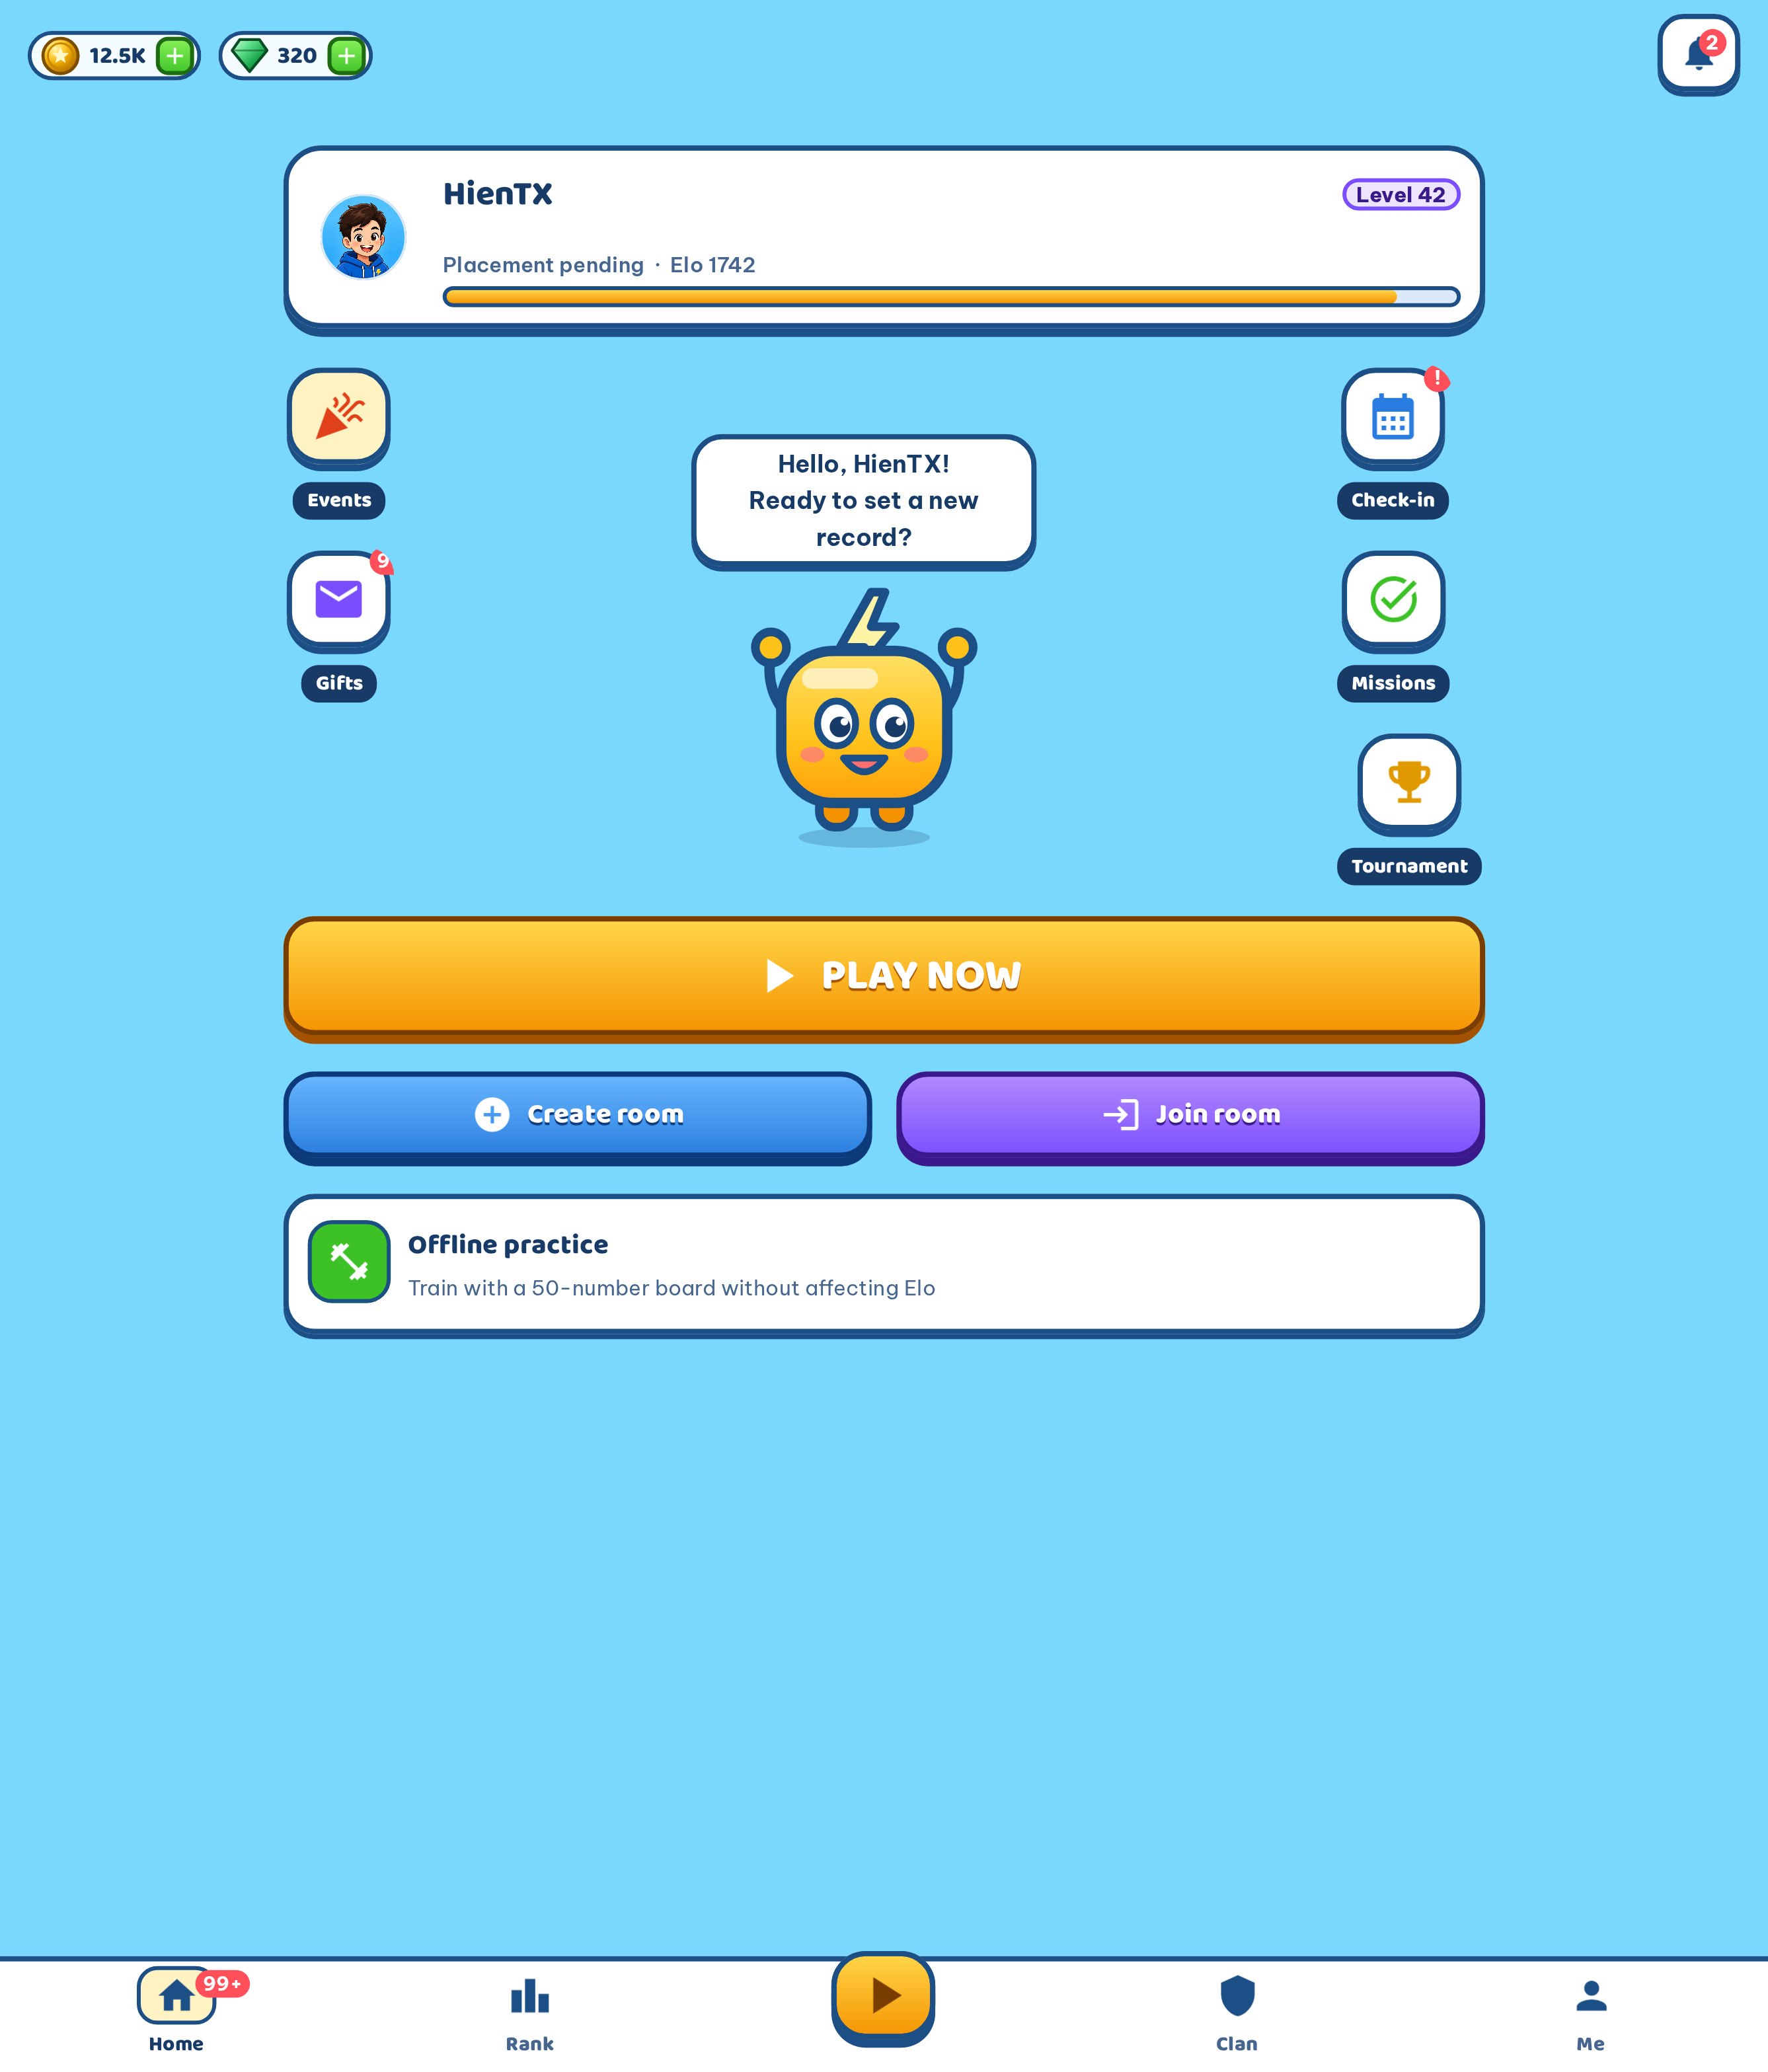 12.5K
320
2
HienTX
Level 42
Placement pending · Elo 1742
Events
!
Check-in
Hello, HienTX!
Ready to set a new
record?
9
Gifts
Missions
Tournament
PLAY NOW
Create room
Join room
Offline practice
Train with a 50-number board without affecting Elo
99+
Home
Rank
Clan
Me